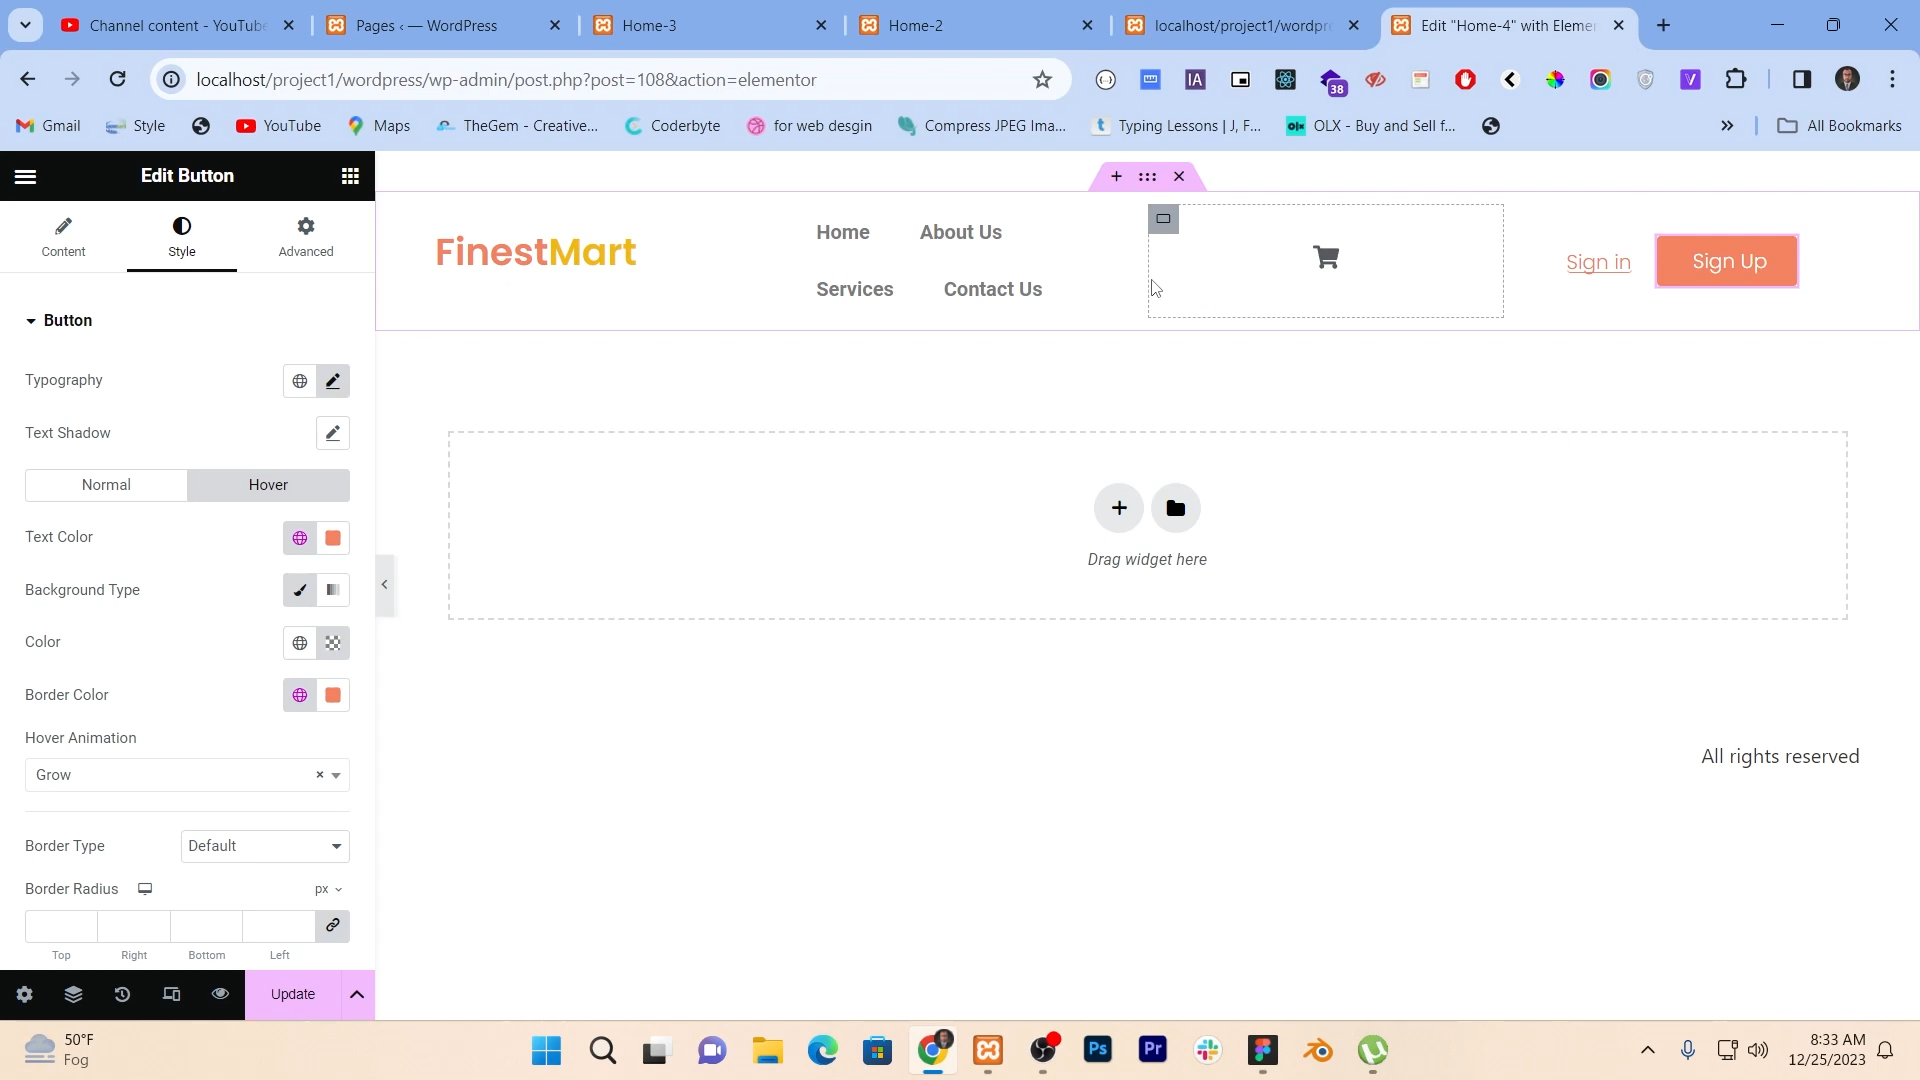 Channel content - YouTube
Pages ‹ — WordPress
Home-3
Home-2
localhost/project1/wordpre
Edit "Home-4" with Elemen
localhost/project1/wordpress/wp-admin/post.php?post=108&action=elementor
IA
38
V
Gmail
Style
YouTube
Maps
TheGem - Creative...
Coderbyte
for web desgin
Compress JPEG Ima...
Typing Lessons | J, F...
OLX - Buy and Sell f...
All Bookmarks
Edit Button
Content
Style
Advanced
Button
Typography
Text Shadow
Normal
Hover
Text Color
Background Type
Color
Border Color
Hover Animation
Grow
Border Type
Default
Border Radius
px
Top
Right
Bottom
Left
Update
FinestMart
Home
About Us
Services
Contact Us
Sign in
Sign Up
Drag widget here
All rights reserved
50°F
Fog
Ps
Pr
8:33 AM
12/25/2023